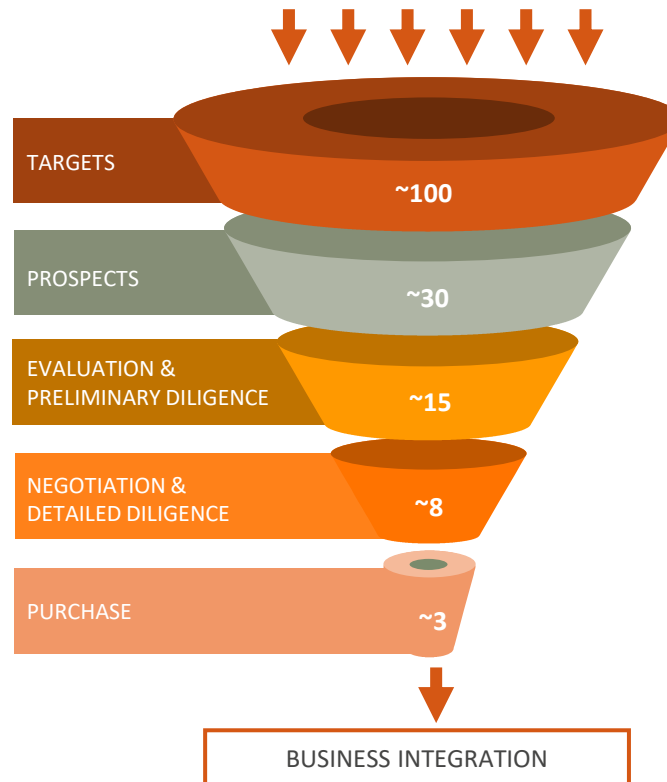 TARGETS
~100
PROSPECTS
~30
EVALUATION &
PRELIMINARY DILIGENCE
~15
NEGOTIATION &
DETAILED DILIGENCE
~8
PURCHASE
~3
BUSINESS INTEGRATION